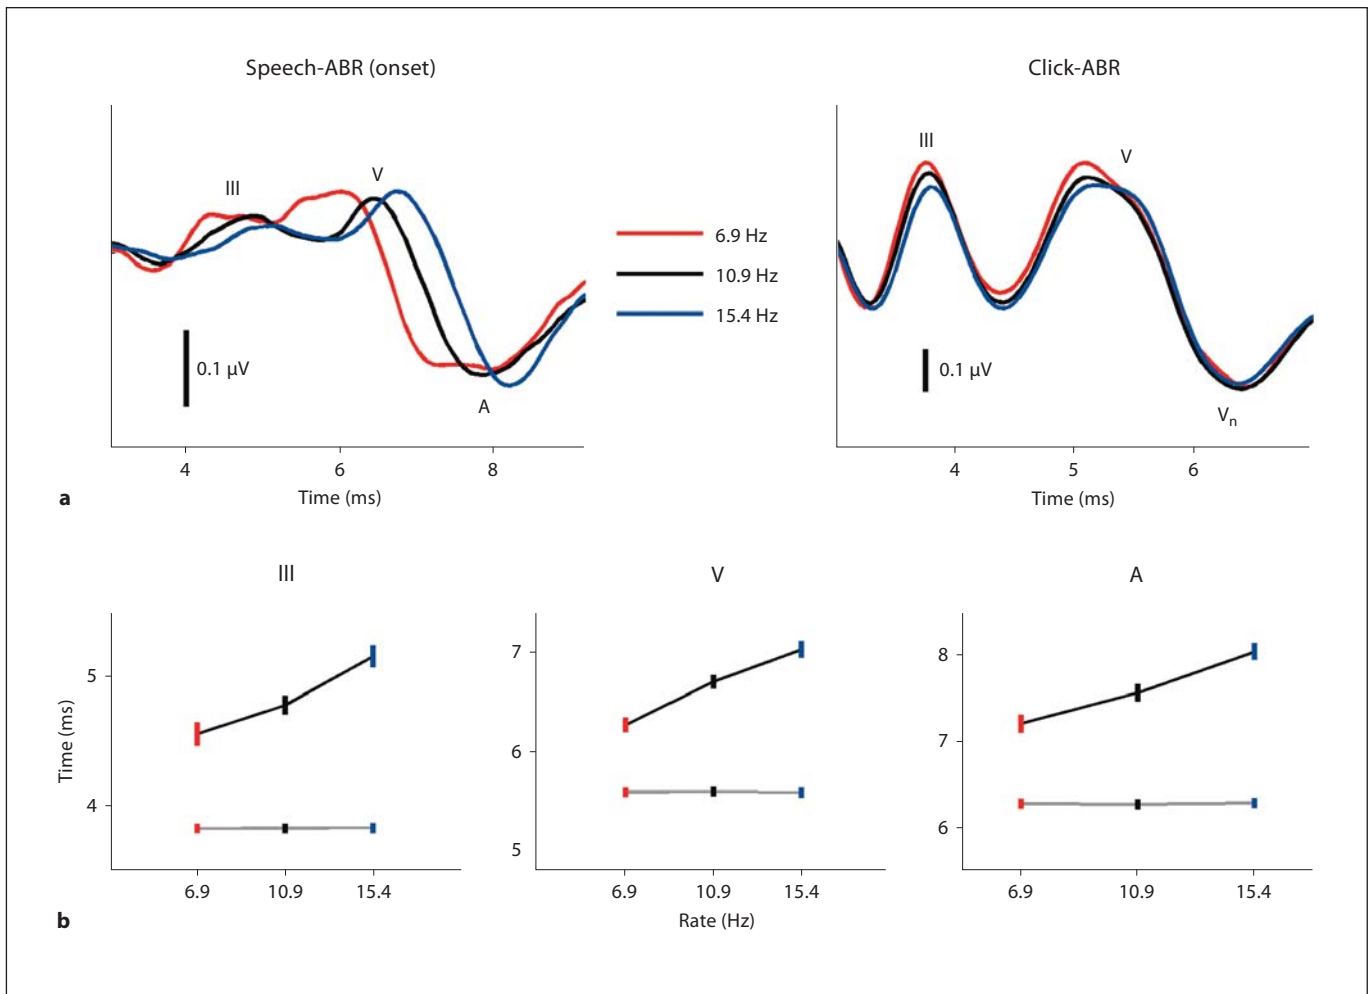 Speech-ABR (onset)
Click-ABR
III
V
A
0.1 µV
4 6 8
Time (ms)
6.9 Hz
10.9 Hz
15.4 Hz
III
V
Vn
0.1 µV
4 5 6
Time (ms)
a
III
V
A
Time (ms)
5
4
6.9 10.9 15.4
7
6
5
6.9 10.9 15.4
8
7
6
6.9 10.9 15.4
Rate (Hz)
b